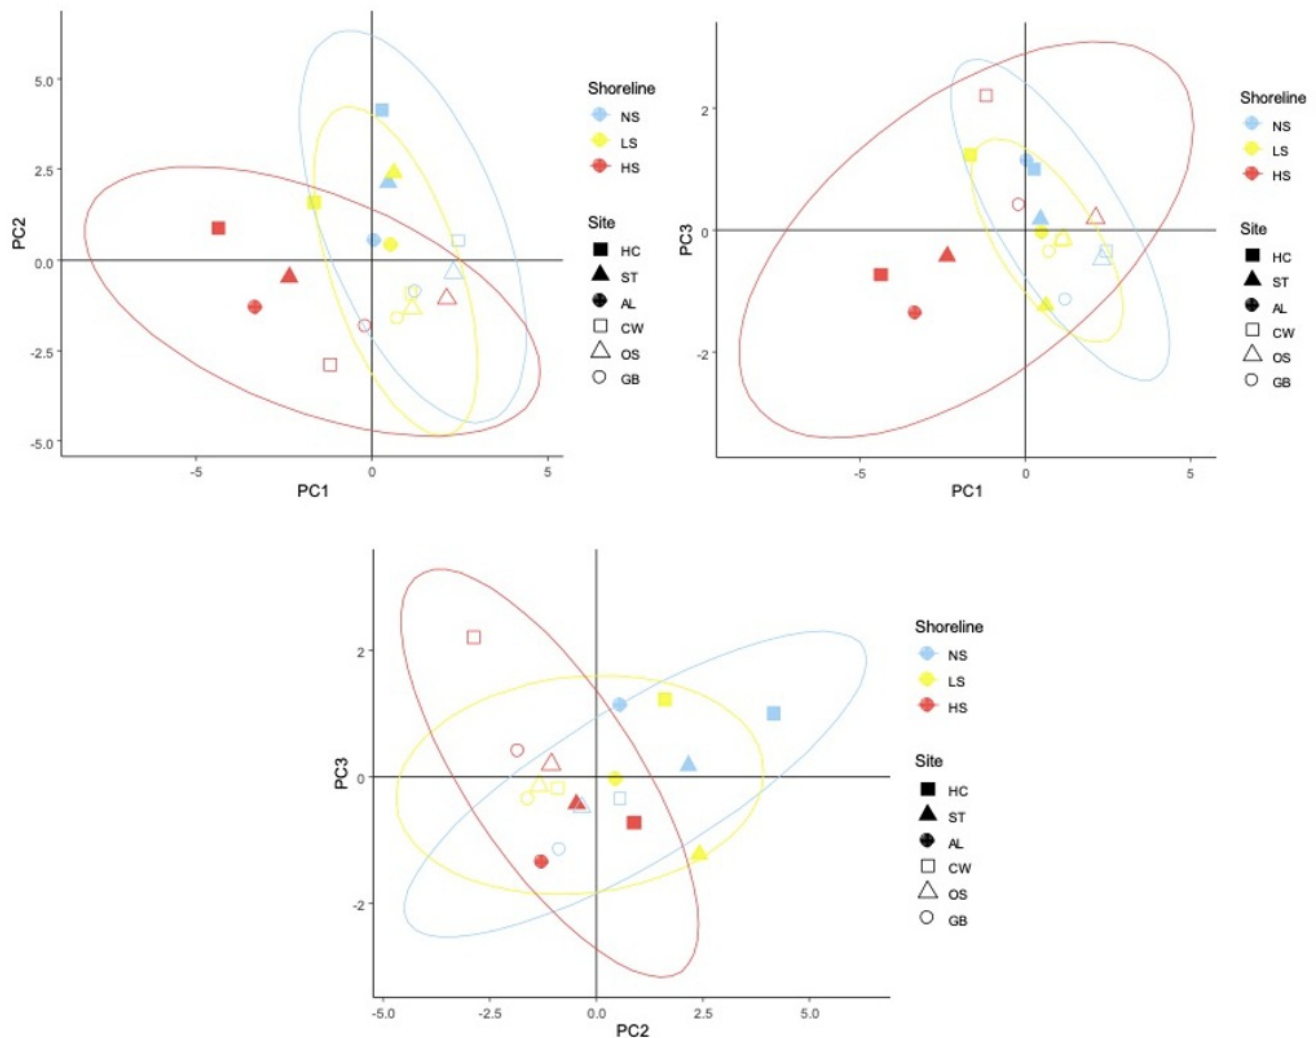 Shoreline
NS
LS
HS
Site
HC
ST
AL
CW
OS
GB
5.0
2.5
0.0
-2.5
-5.0
PC2
-5
0
5
PC1
Shoreline
NS
LS
HS
Site
HC
ST
AL
CW
OS
GB
2
0
-2
PC3
-5
0
5
PC1
Shoreline
NS
LS
HS
Site
HC
ST
AL
CW
OS
GB
2
0
-2
PC3
-5.0
-2.5
0.0
2.5
5.0
PC2